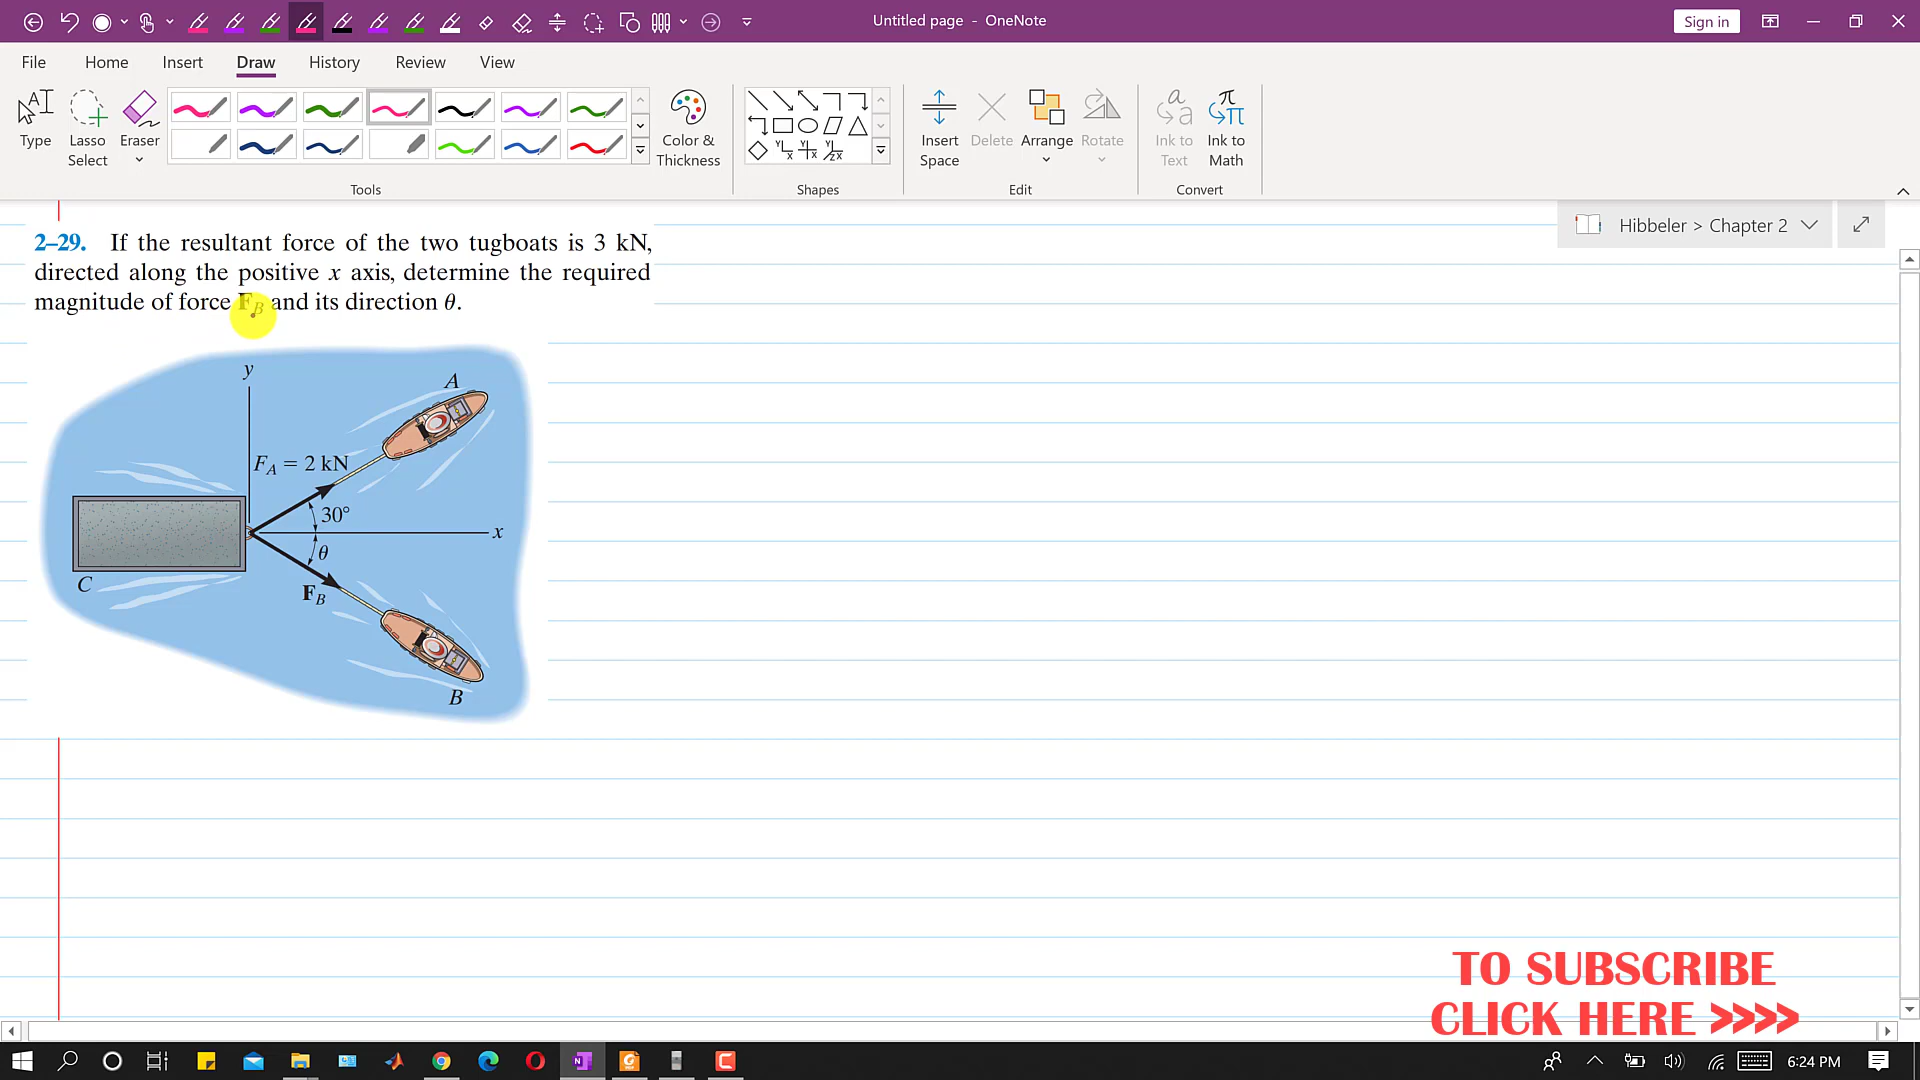 Untitled page - OneNote
Sign in
File
Home
Insert
Draw
History
Review
View
Type
Lasso
Select
Eraser
Color &
Thickness
Insert
Space
Delete
Arrange
Rotate
Ink to
Text
Ink to
Math
Tools
Shapes
Edit
Convert
Hibbeler > Chapter 2
2–29. If the resultant force of the two tugboats is 3 kN,
directed along the positive x axis, determine the required
magnitude of force F_B and its direction θ.
y
A
F_A = 2 kN
30°
x
θ
C
F_B
B
TO SUBSCRIBE
CLICK HERE >>>>
6:24 PM